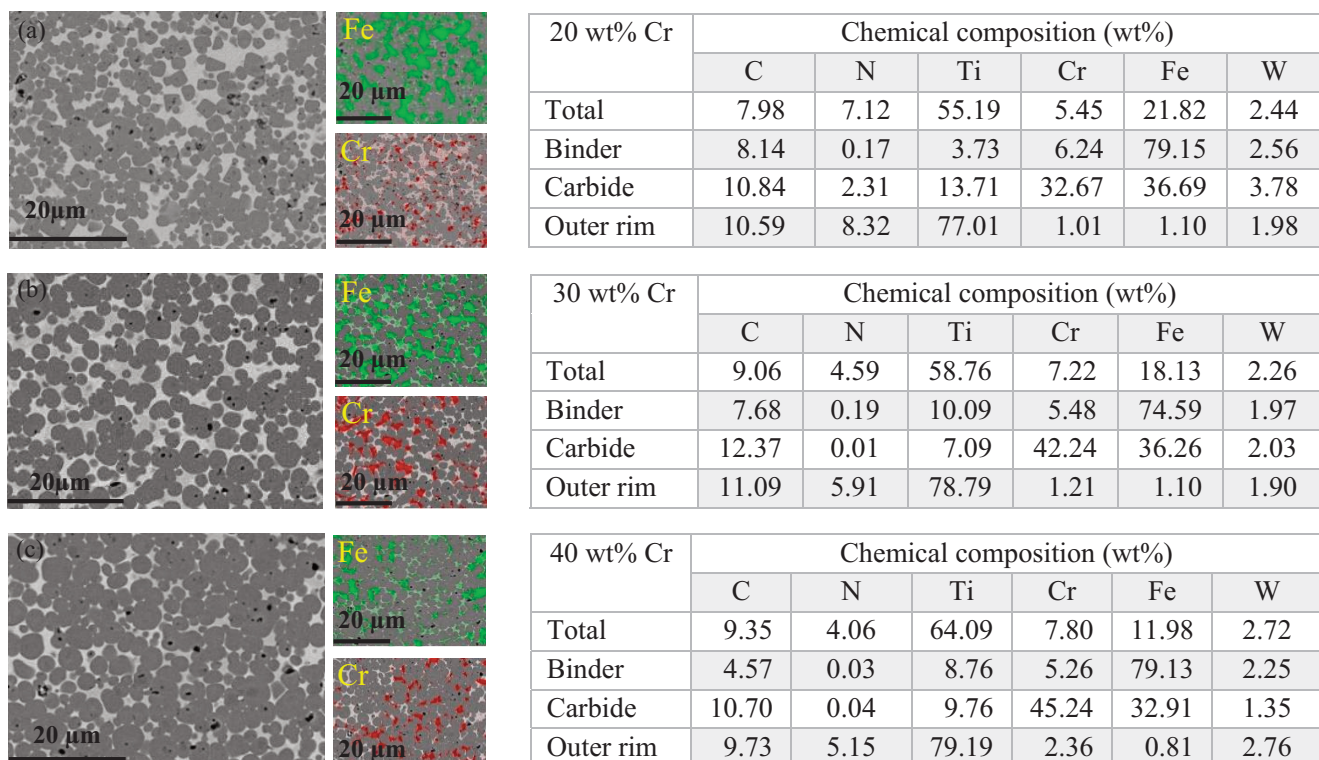 (a)
20µm
Fe
20 µm
Cr
20 µm
20 wt% Cr Chemical composition (wt%)
C N Ti Cr Fe W
Total 7.98 7.12 55.19 5.45 21.82 2.44
Binder 8.14 0.17 3.73 6.24 79.15 2.56
Carbide 10.84 2.31 13.71 32.67 36.69 3.78
Outer rim 10.59 8.32 77.01 1.01 1.10 1.98
(b)
20µm
Fe
20 µm
Cr
20 µm
30 wt% Cr Chemical composition (wt%)
C N Ti Cr Fe W
Total 9.06 4.59 58.76 7.22 18.13 2.26
Binder 7.68 0.19 10.09 5.48 74.59 1.97
Carbide 12.37 0.01 7.09 42.24 36.26 2.03
Outer rim 11.09 5.91 78.79 1.21 1.10 1.90
(c)
20 µm
Fe
20 µm
Cr
20 µm
40 wt% Cr Chemical composition (wt%)
C N Ti Cr Fe W
Total 9.35 4.06 64.09 7.80 11.98 2.72
Binder 4.57 0.03 8.76 5.26 79.13 2.25
Carbide 10.70 0.04 9.76 45.24 32.91 1.35
Outer rim 9.73 5.15 79.19 2.36 0.81 2.76